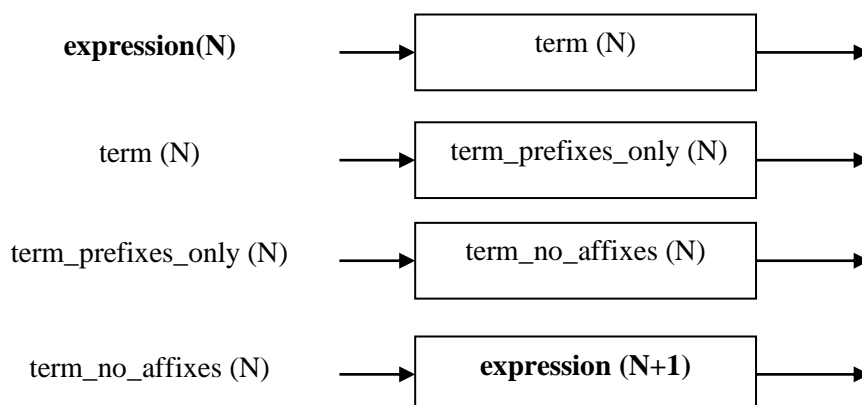 expression(N) term (N)
term (N) term_prefixes_only (N)
term_prefixes_only (N) term_no_affixes (N)
term_no_affixes (N) expression (N+1)